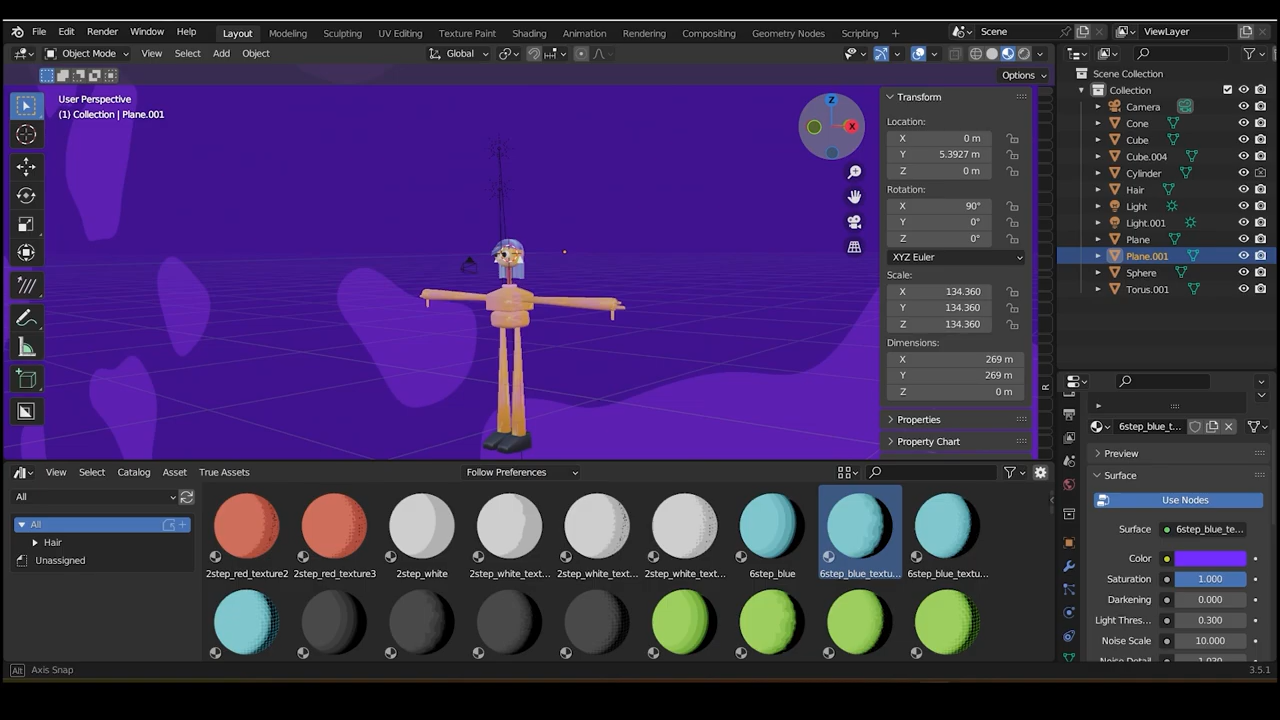 File Edit Render Window Help Layout Modeling Sculpting UV Editing Texture Paint Shading Animation Rendering Compositing Geometry Nodes Scripting Scene ViewLayer
Object Mode View Select Add Object Global
Options
User Perspective
(1) Collection | Plane.001
Z
X
Transform
Location:
X 0 m
Y 5.3927 m
Z 0 m
Rotation:
X 90°
Y 0°
Z 0°
XYZ Euler
Scale:
X 134.360
Y 134.360
Z 134.360
Dimensions:
X 269 m
Y 269 m
Z 0 m
Properties
Property Chart
R
Scene Collection
Collection
Camera
Cone
Cube
Cube.004
Cylinder
Hair
Light
Light.001
Plane
Plane.001
Sphere
Torus.001
6step_blue_t...
Preview
Surface
Use Nodes
Surface 6step_blue_te...
Color
Saturation 1.000
Darkening 0.000
Light Thres... 0.300
Noise Scale 10.000
View Select Catalog Asset True Assets Follow Preferences
All
All
Hair
Unassigned
2step_red_texture2 2step_red_texture3 2step_white 2step_white_text... 2step_white_text... 2step_white_text... 6step_blue 6step_blue_textu... 6step_blue_textu...
Alt Axis Snap 3.5.1